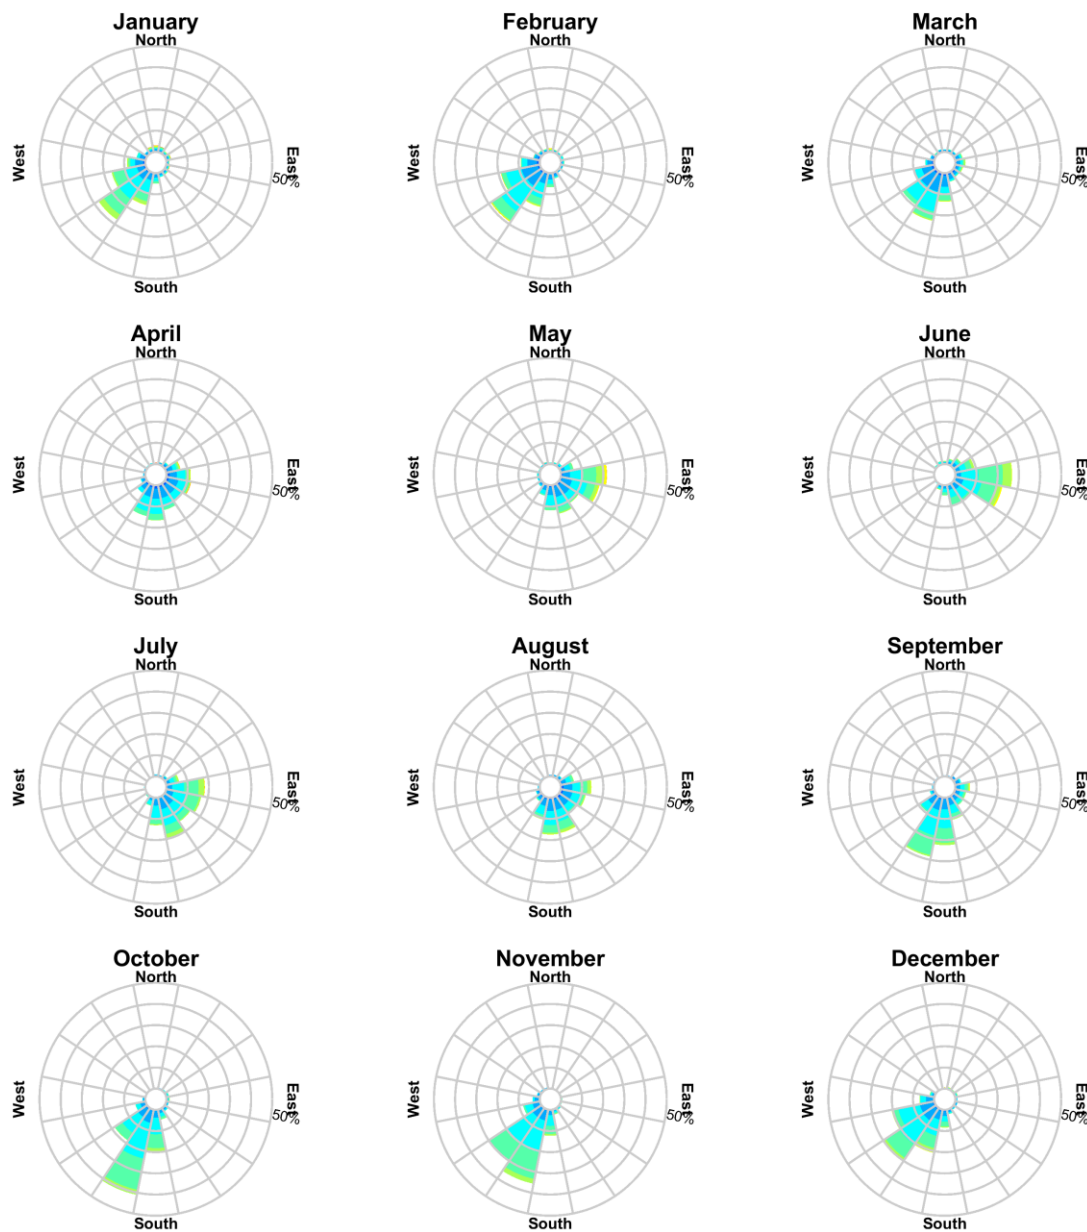 January
North
West
East
50%
South
February
North
West
East
50%
South
March
North
West
East
50%
South
April
North
West
East
50%
South
May
North
West
East
50%
South
June
North
West
East
50%
South
July
North
West
East
50%
South
August
North
West
East
50%
South
September
North
West
East
50%
South
October
North
West
East
50%
South
November
North
West
East
50%
South
December
North
West
East
50%
South